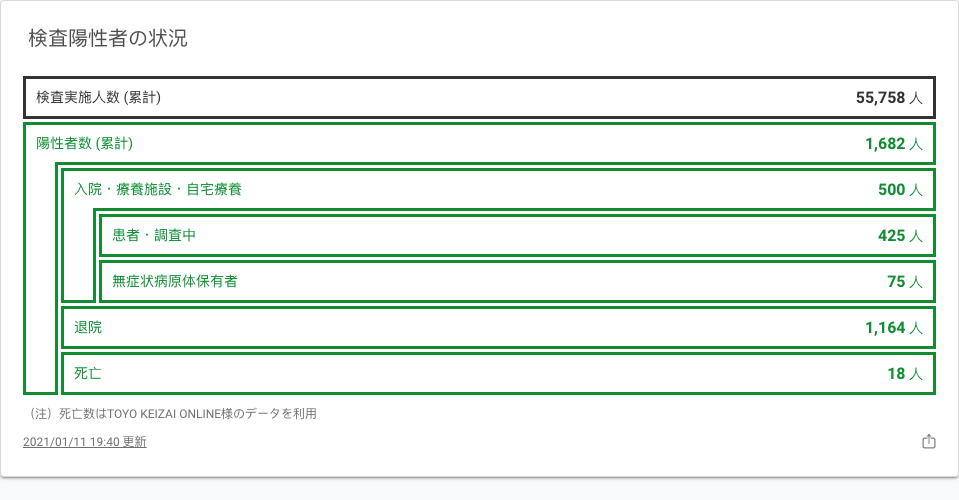 検査陽性者の状況
検査実施人数 (累計) 55,758 人
陽性者数 (累計) 1,682 人
入院・療養施設・自宅療養 500 人
患者・調査中 425 人
無症状病原体保有者 75 人
退院 1,164 人
死亡 18 人
（注）死亡数はTOYO KEIZAI ONLINE様のデータを利用
2021/01/11 19:40 更新